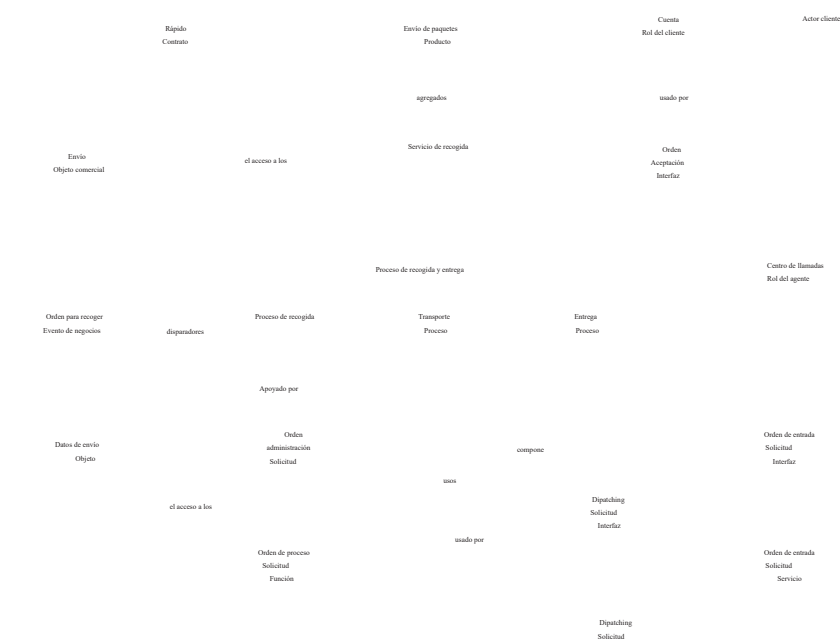 Rápido
Contrato
Envío de paquetes
Producto
Cuenta
Rol del cliente
Actor cliente
agregados
usado por
Envío
Objeto comercial
el acceso a los
Servicio de recogida
Orden
Aceptación
Interfaz
Proceso de recogida y entrega
Centro de llamadas
Rol del agente
Orden para recoger
Evento de negocios
disparadores
Proceso de recogida
Transporte
Proceso
Entrega
Proceso
Apoyado por
Datos de envío
Objeto
Orden
administración
Solicitud
compone
Orden de entrada
Solicitud
Interfaz
usos
el acceso a los
Dipatching
Solicitud
Interfaz
usado por
Orden de proceso
Solicitud
Función
Orden de entrada
Solicitud
Servicio
Dipatching
Solicitud